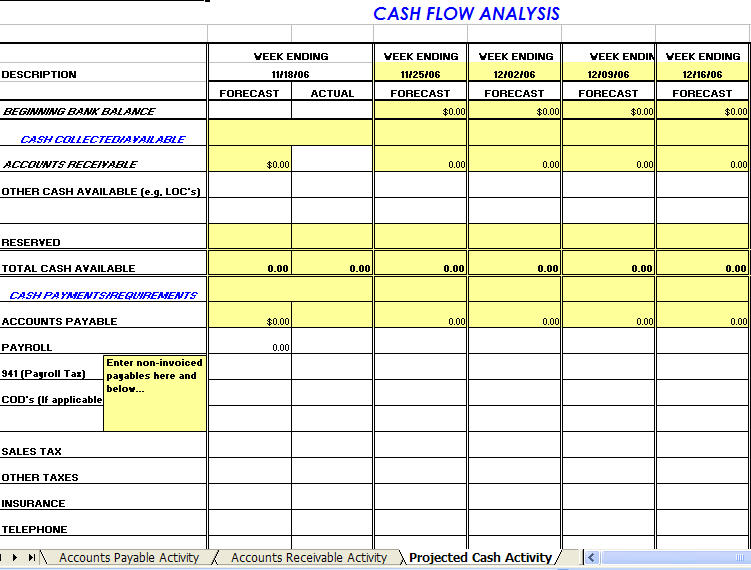 CASH FLOW ANALYSIS
WEEK ENDING WEEK ENDING WEEK ENDING WEEK ENDIN WEEK ENDING
DESCRIPTION 11/18/06 11/25/06 12/02/06 12/09/06 12/16/06
FORECAST ACTUAL FORECAST FORECAST FORECAST FORECAST
BEGINNING BANK BALANCE $0.00 $0.00 $0.00 $0.00
CASH COLLECTED/AVAILABLE
ACCOUNTS RECEIVABLE $0.00 0.00 0.00 0.00 0.00
OTHER CASH AVAILABLE (e.g. LOC's)
RESERVED
TOTAL CASH AVAILABLE 0.00 0.00 0.00 0.00 0.00 0.00
CASH PAYMENTS/REQUIREMENTS
ACCOUNTS PAYABLE $0.00 0.00 0.00 0.00 0.00
PAYROLL 0.00
941 (Payroll Tax)
COD's (If applicable
Enter non-invoiced
payables here and
below...
SALES TAX
OTHER TAXES
INSURANCE
TELEPHONE
Accounts Payable Activity Accounts Receivable Activity Projected Cash Activity